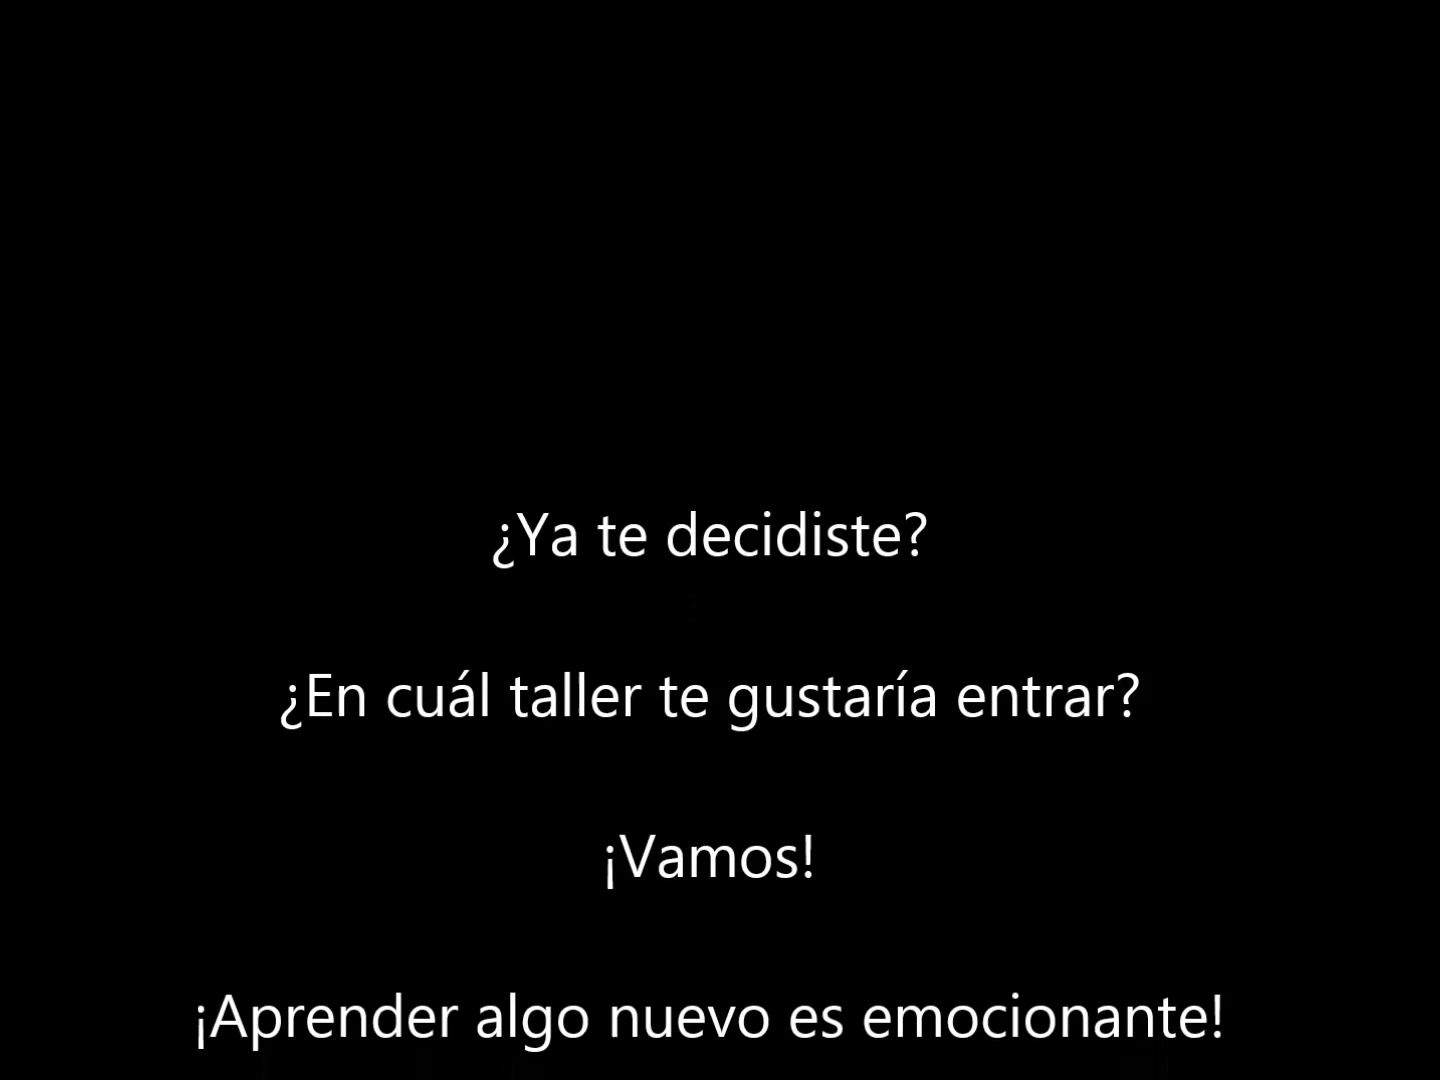 ¿Ya te decidiste?
¿En cuál taller te gustaría entrar?
¡Vamos!
¡Aprender algo nuevo es emocionante!